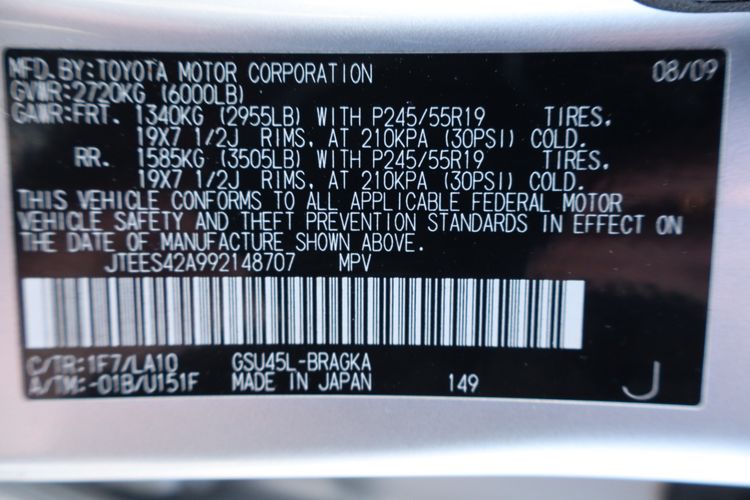 MFD.BY:TOYOTA MOTOR CORPORATION 08/09
GVWR:2720KG (6000LB)
GAWR:FRT. 1340KG (2955LB) WITH P245/55R19 TIRES,
19X7 1/2J RIMS, AT 210KPA (30PSI) COLD.
RR. 1585KG (3505LB) WITH P245/55R19 TIRES,
19X7 1/2J RIMS, AT 210KPA (30PSI) COLD.
THIS VEHICLE CONFORMS TO ALL APPLICABLE FEDERAL MOTOR
VEHICLE SAFETY AND THEFT PREVENTION STANDARDS IN EFFECT ON
THE DATE OF MANUFACTURE SHOWN ABOVE.
JTEES42A992148707 MPV
C/TR:1F7/LA10 GSU45L-BRAGKA
A/TM:-01B/U151F MADE IN JAPAN 149 J